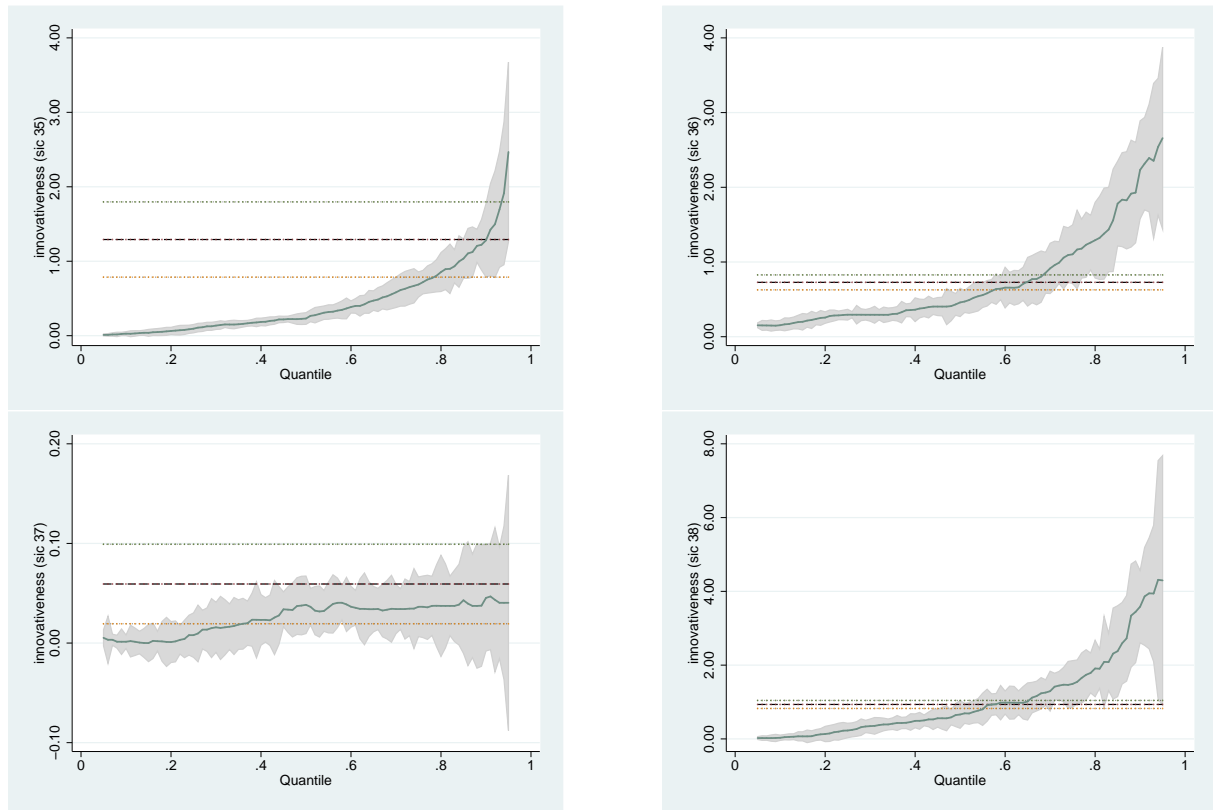 innovativeness (sic 35)
4.00
3.00
2.00
1.00
0.00
0 .2 .4 .6 .8 1
Quantile
innovativeness (sic 36)
4.00
3.00
2.00
1.00
0.00
0 .2 .4 .6 .8 1
Quantile
innovativeness (sic 37)
0.20
0.10
0.00
−0.10
0 .2 .4 .6 .8 1
Quantile
innovativeness (sic 38)
8.00
6.00
4.00
2.00
0.00
0 .2 .4 .6 .8 1
Quantile